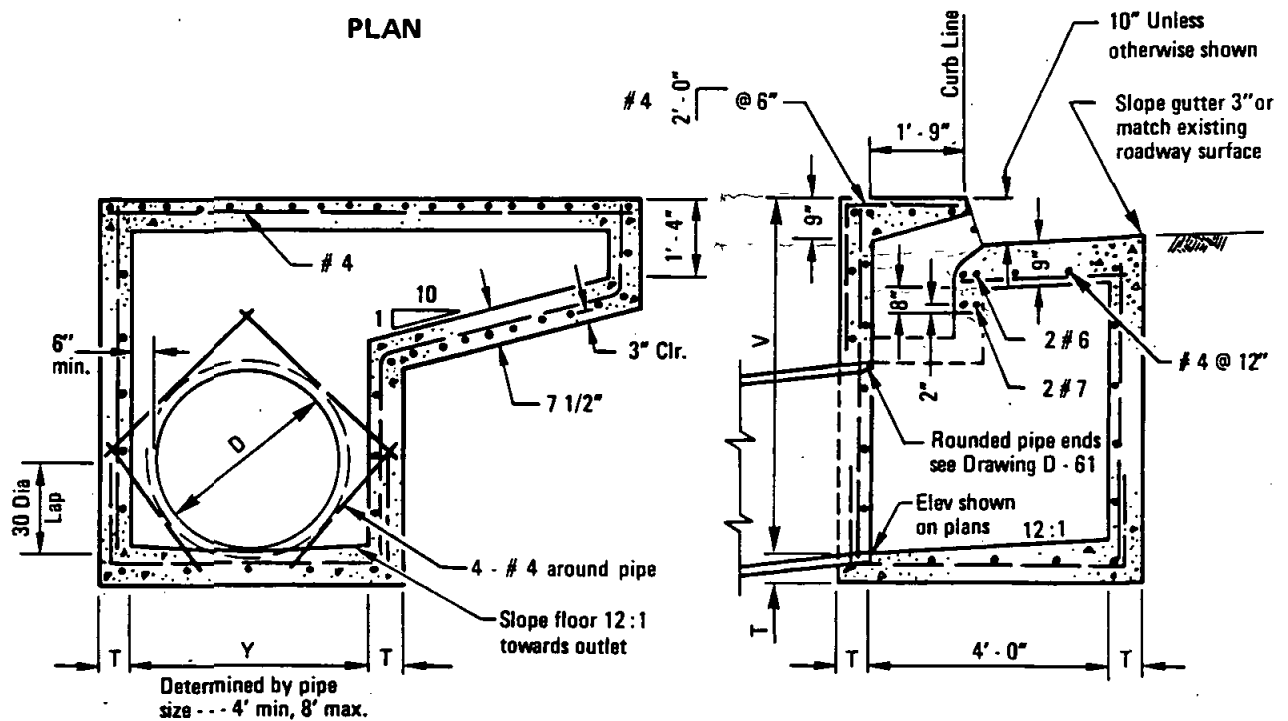 PLAN
# 4
2' - 0"
@ 6"
Curb Line
10" Unless
otherwise shown
Slope gutter 3" or
match existing
roadway surface
1' - 9"
9"
1' - 4"
# 4
10
1
6"
min.
3" Clr.
7 1/2"
D
30 Dia
Lap
4 - # 4 around pipe
Slope floor 12 : 1
towards outlet
T
Y
T
Determined by pipe
size - - - 4' min, 8' max.
V
8"
9"
2"
2 # 6
2 # 7
# 4 @ 12"
Rounded pipe ends
see Drawing D - 61
Elev shown
on plans
12 : 1
T
T
4' - 0"
T